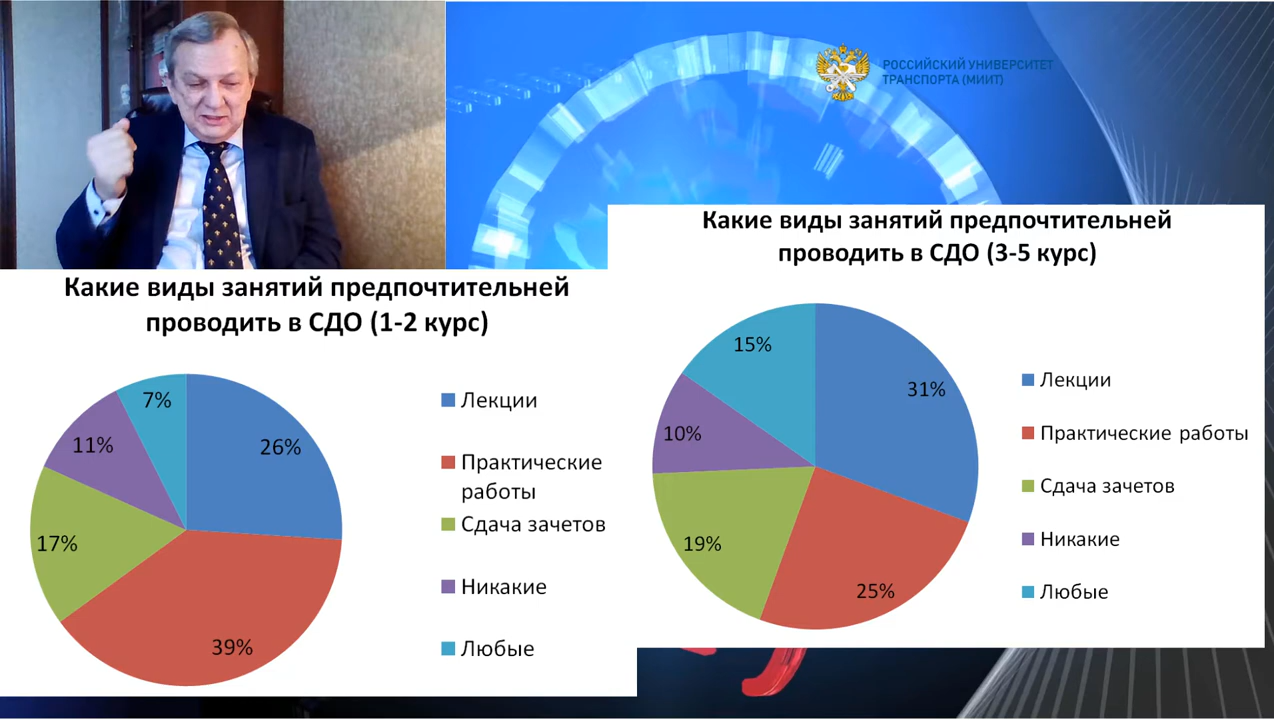 РОССИЙСКИЙ УНИВЕРСИТЕТ
ТРАНСПОРТА (МИИТ)
Какие виды занятий предпочтительней
проводить в СДО (3-5 курс)
15%
31%
10%
19%
25%
Лекции
Практические работы
Сдача зачетов
Никакие
Любые
Какие виды занятий предпочтительней
проводить в СДО (1-2 курс)
7%
11%
26%
17%
39%
Лекции
Практические
работы
Сдача зачетов
Никакие
Любые